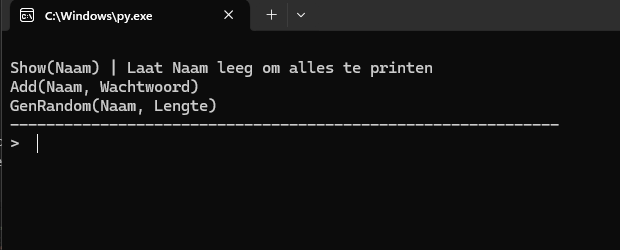 C:\Windows\py.exe
Show(Naam) | Laat Naam leeg om alles te printen
Add(Naam, Wachtwoord)
GenRandom(Naam, Lengte)
-------------------------------------------------------------
>